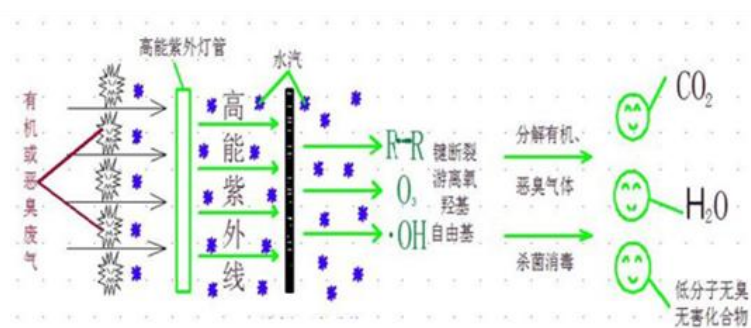 高能紫外灯管
水汽
有机或恶臭废气
高能紫外线
R-R 键断裂
O₃ 游离氧
羟基
·OH 自由基
分解有机、
恶臭气体
杀菌消毒
CO₂
H₂O
低分子无臭
无害化合物